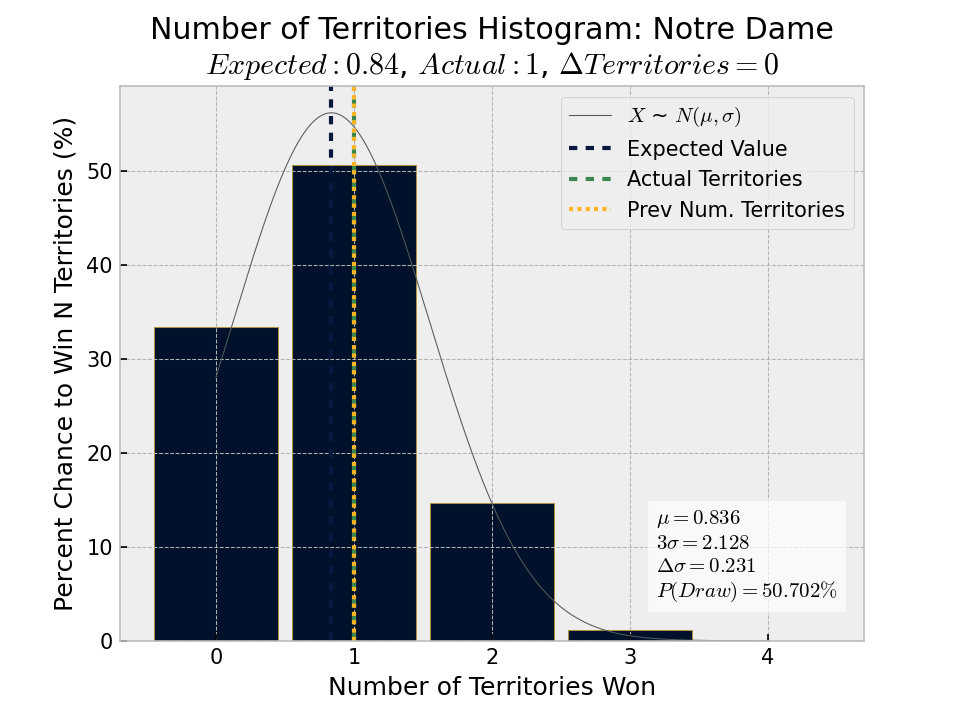 Number of Territories Histogram: Notre Dame
Expected: 0.84, Actual: 1, ΔTerritories = 0
X ~ N(μ, σ)
Expected Value
Actual Territories
Prev Num. Territories
Percent Chance to Win N Territories (%)
50
40
30
20
10
0
μ = 0.836
3σ = 2.128
Δσ = 0.231
P(Draw) = 50.702%
0 1 2 3 4
Number of Territories Won